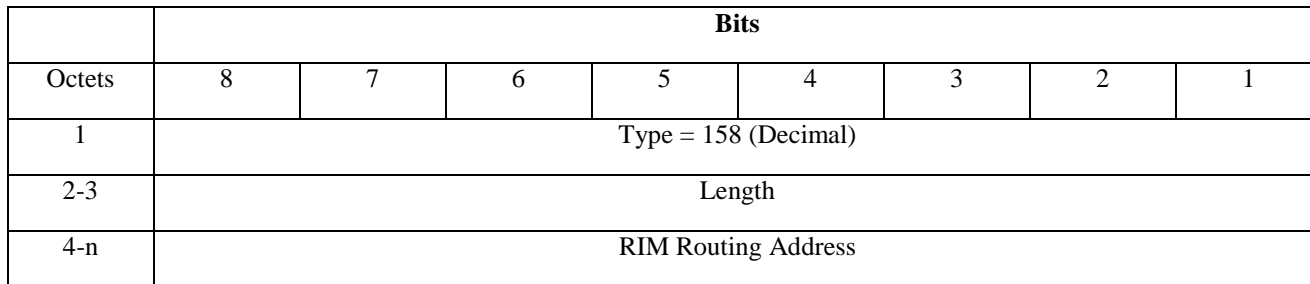 Bits
Octets 8 7 6 5 4 3 2 1
1 Type = 158 (Decimal)
2-3 Length
4-n RIM Routing Address